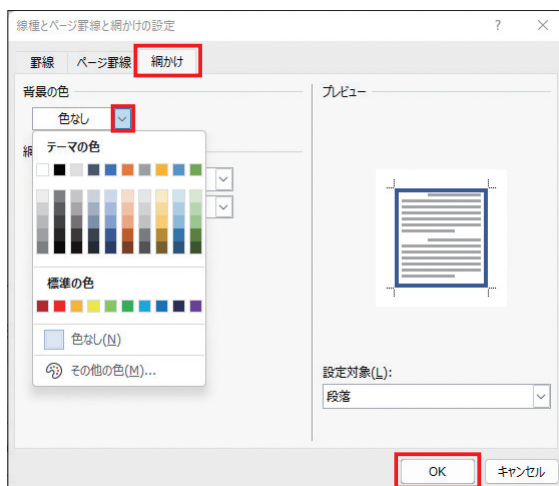 線種とページ罫線と網かけの設定
?
×
罫線 ページ罫線 網かけ
背景の色
色なし
網
テーマの色
標準の色
色なし(N)
その他の色(M)...
プレビュー
設定対象(L):
段落
OK キャンセル